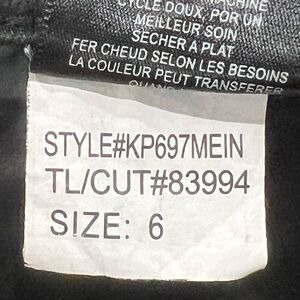 CYCLE DOUX, POR UN
MEILLEUR SOIN
SECHER A PLAT
FER CHEUD SELON LES BESOINS
LA COULEUR PEUT TRANSFERER
STYLE#KP697MEIN
TL/CUT#83994
SIZE: 6